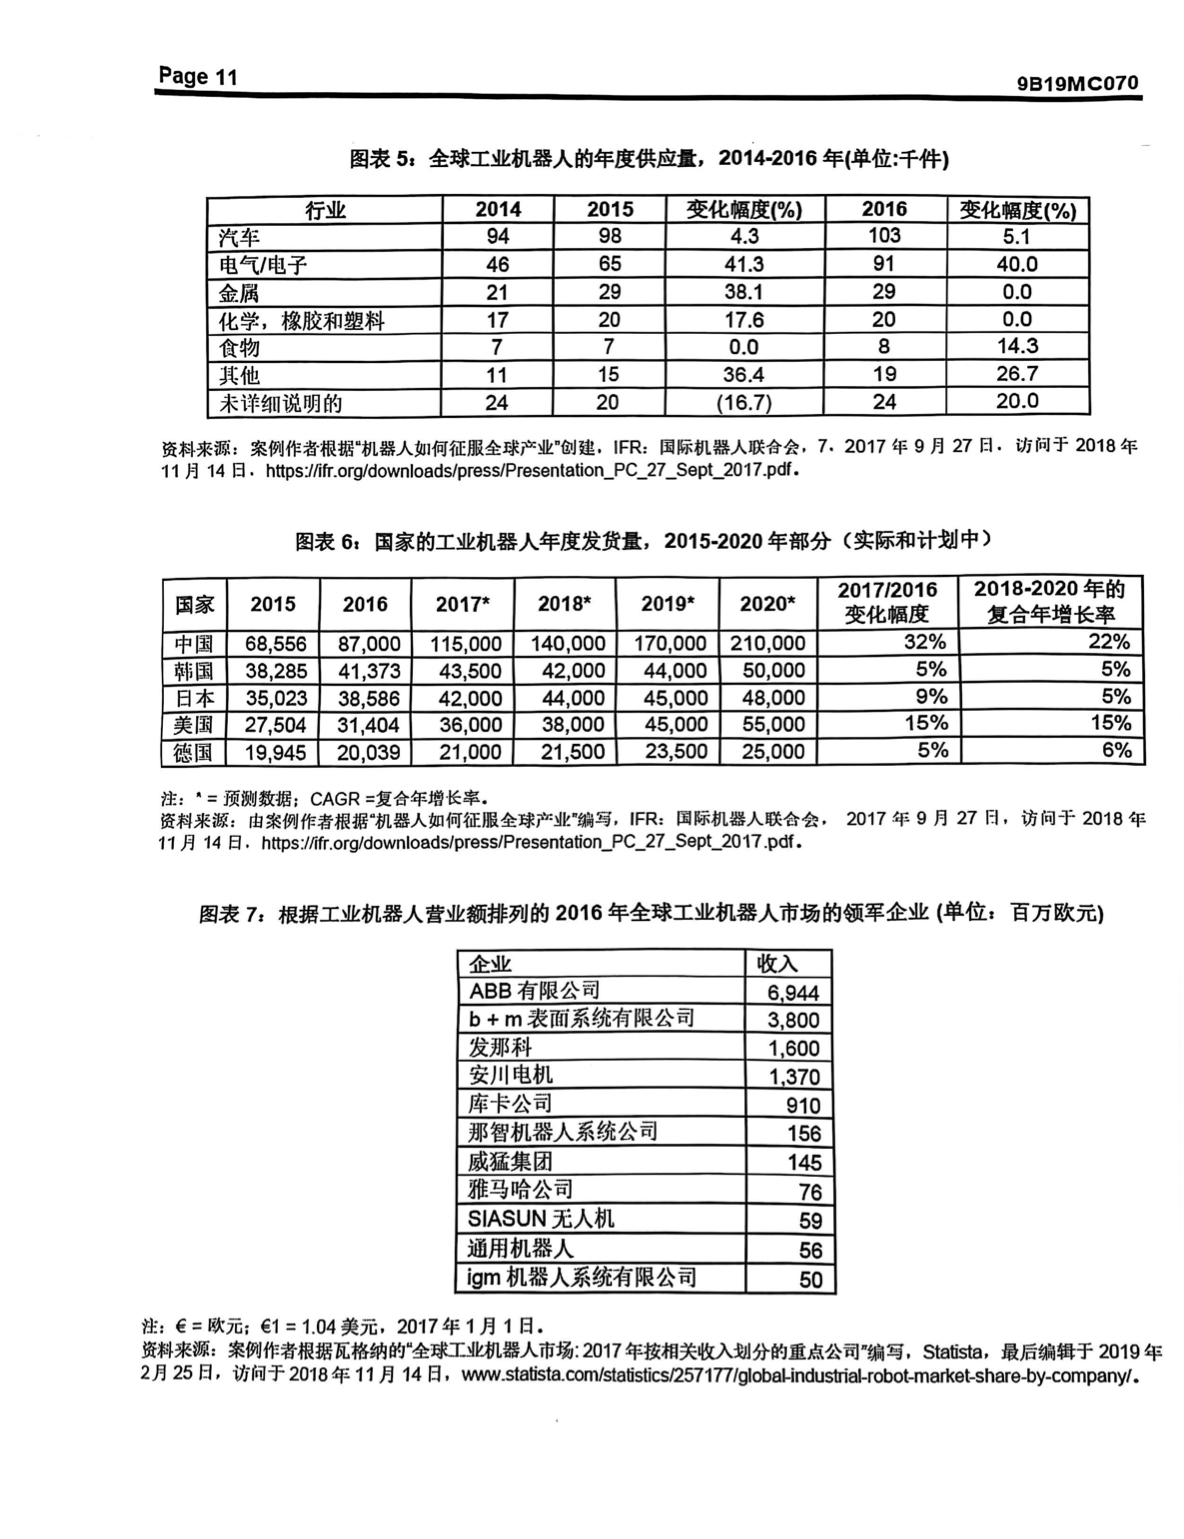 Page 11
9B19MC070
图表 5：全球工业机器人的年度供应量，2014-2016 年(单位:千件)
行业 2014 2015 变化幅度(%) 2016 变化幅度(%)
汽车 94 98 4.3 103 5.1
电气/电子 46 65 41.3 91 40.0
金属 21 29 38.1 29 0.0
化学，橡胶和塑料 17 20 17.6 20 0.0
食物 7 7 0.0 8 14.3
其他 11 15 36.4 19 26.7
未详细说明的 24 20 (16.7) 24 20.0
资料来源：案例作者根据"机器人如何征服全球产业"创建，IFR：国际机器人联合会，7，2017 年 9 月 27 日，访问于 2018 年
11 月 14 日，https://ifr.org/downloads/press/Presentation_PC_27_Sept_2017.pdf。
图表 6：国家的工业机器人年度发货量，2015-2020 年部分（实际和计划中）
国家 2015 2016 2017* 2018* 2019* 2020* 2017/2016 变化幅度 2018-2020 年的 复合年增长率
中国 68,556 87,000 115,000 140,000 170,000 210,000 32% 22%
韩国 38,285 41,373 43,500 42,000 44,000 50,000 5% 5%
日本 35,023 38,586 42,000 44,000 45,000 48,000 9% 5%
美国 27,504 31,404 36,000 38,000 45,000 55,000 15% 15%
德国 19,945 20,039 21,000 21,500 23,500 25,000 5% 6%
注：* = 预测数据；CAGR =复合年增长率。
资料来源：由案例作者根据"机器人如何征服全球产业"编写，IFR：国际机器人联合会， 2017 年 9 月 27 日，访问于 2018 年
11 月 14 日，https://ifr.org/downloads/press/Presentation_PC_27_Sept_2017.pdf。
图表 7：根据工业机器人营业额排列的 2016 年全球工业机器人市场的领军企业 (单位：百万欧元)
企业 收入
ABB 有限公司 6,944
b + m 表面系统有限公司 3,800
发那科 1,600
安川电机 1,370
库卡公司 910
那智机器人系统公司 156
威猛集团 145
雅马哈公司 76
SIASUN 无人机 59
通用机器人 56
igm 机器人系统有限公司 50
注：€ = 欧元；€1 = 1.04 美元，2017 年 1 月 1 日。
资料来源：案例作者根据瓦格纳的"全球工业机器人市场: 2017 年按相关收入划分的重点公司"编写，Statista，最后编辑于 2019 年
2 月 25 日，访问于 2018 年 11 月 14 日，www.statista.com/statistics/257177/global-industrial-robot-market-share-by-company/。